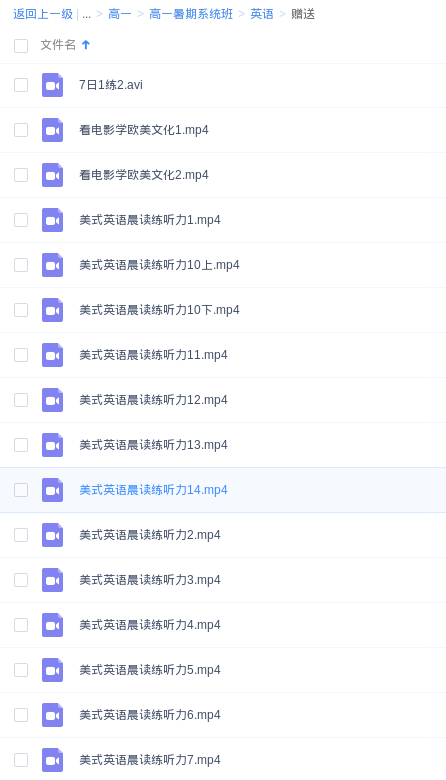 返回上一级 | ... > 高一 > 高一暑期系统班 > 英语 > 赠送
文件名
7日1练2.avi
看电影学欧美文化1.mp4
看电影学欧美文化2.mp4
美式英语晨读练听力1.mp4
美式英语晨读练听力10上.mp4
美式英语晨读练听力10下.mp4
美式英语晨读练听力11.mp4
美式英语晨读练听力12.mp4
美式英语晨读练听力13.mp4
美式英语晨读练听力14.mp4
美式英语晨读练听力2.mp4
美式英语晨读练听力3.mp4
美式英语晨读练听力4.mp4
美式英语晨读练听力5.mp4
美式英语晨读练听力6.mp4
美式英语晨读练听力7.mp4